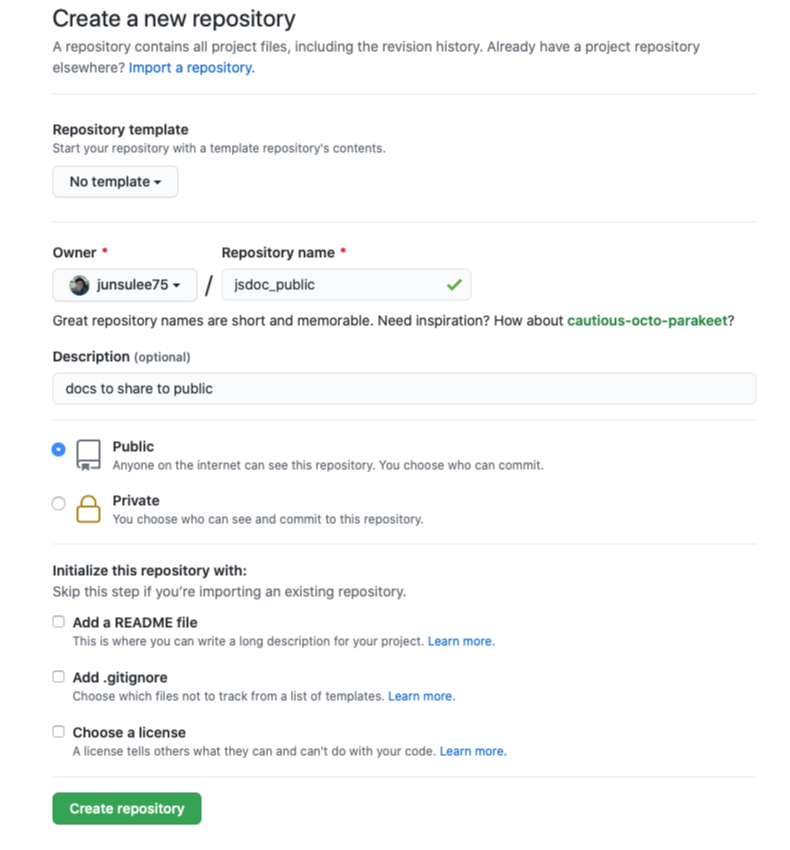 Create a new repository
A repository contains all project files, including the revision history. Already have a project repository
elsewhere? Import a repository.
Repository template
Start your repository with a template repository's contents.
No template
Owner *
Repository name *
junsulee75 / jsdoc_public
Great repository names are short and memorable. Need inspiration? How about cautious-octo-parakeet?
Description (optional)
docs to share to public
Public
Anyone on the internet can see this repository. You choose who can commit.
Private
You choose who can see and commit to this repository.
Initialize this repository with:
Skip this step if you're importing an existing repository.
Add a README file
This is where you can write a long description for your project. Learn more.
Add .gitignore
Choose which files not to track from a list of templates. Learn more.
Choose a license
A license tells others what they can and can't do with your code. Learn more.
Create repository